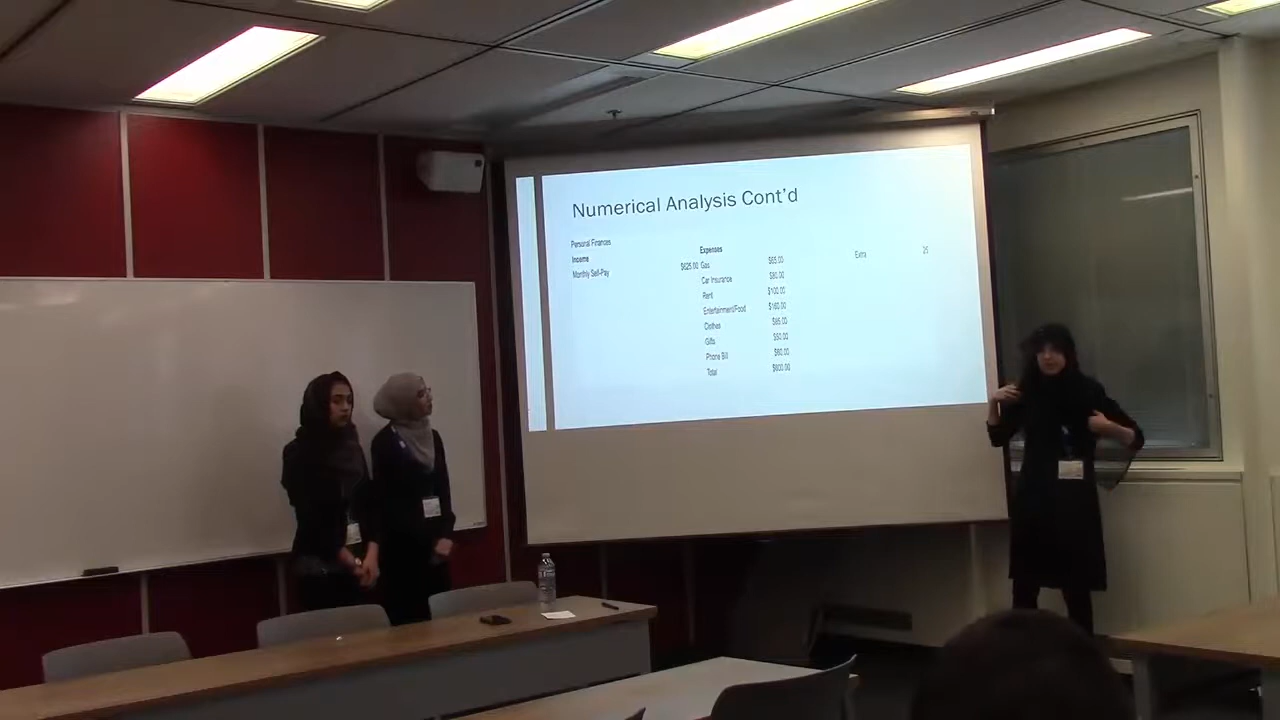 Numerical Analysis Cont'd
Personal Finances
Income
Monthly Self-Pay $625.00
Expenses
Gas $65.00
Car Insurance $80.00
Rent $100.00
Entertainment/Food $160.00
Clothes $85.00
Gifts $50.00
Phone Bill $60.00
Total $600.00
Extra 25